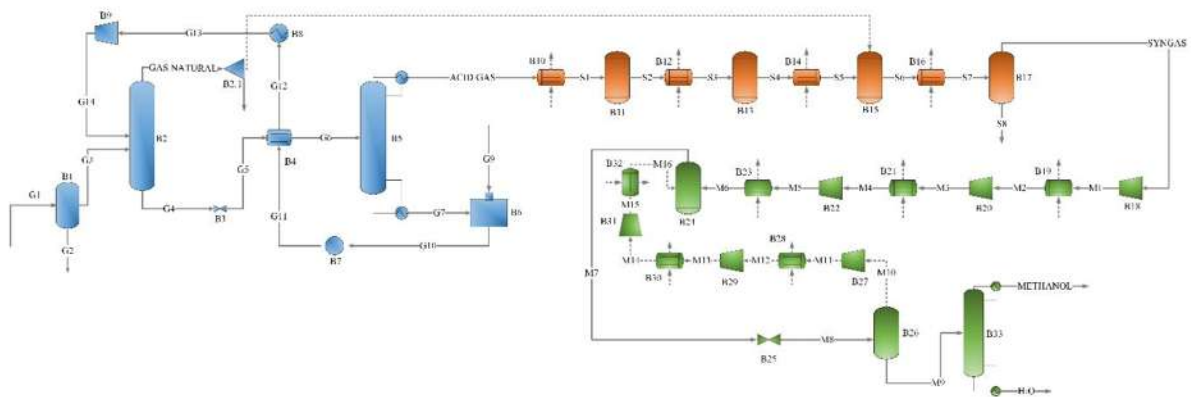 B9
G13
B8
GAS NATURAL
B2.1
G12
G14
B2
G3
B1
G1
G2
G4
B3
G5
B4
G6
G11
B5
ACID GAS
G7
G9
B6
G10
B7
B10
S1
B11
S2
B12
S3
B13
S4
B14
S5
B15
S6
B16
S7
B17
S8
SYNGAS
B18
M1
B19
M2
B20
M3
B21
M4
B22
M5
B23
M6
B24
M16
B32
M15
B31
M14
B30
M13
B29
M12
B28
M11
B27
M10
M7
B25
M8
B26
M9
B33
METHANOL
H2O